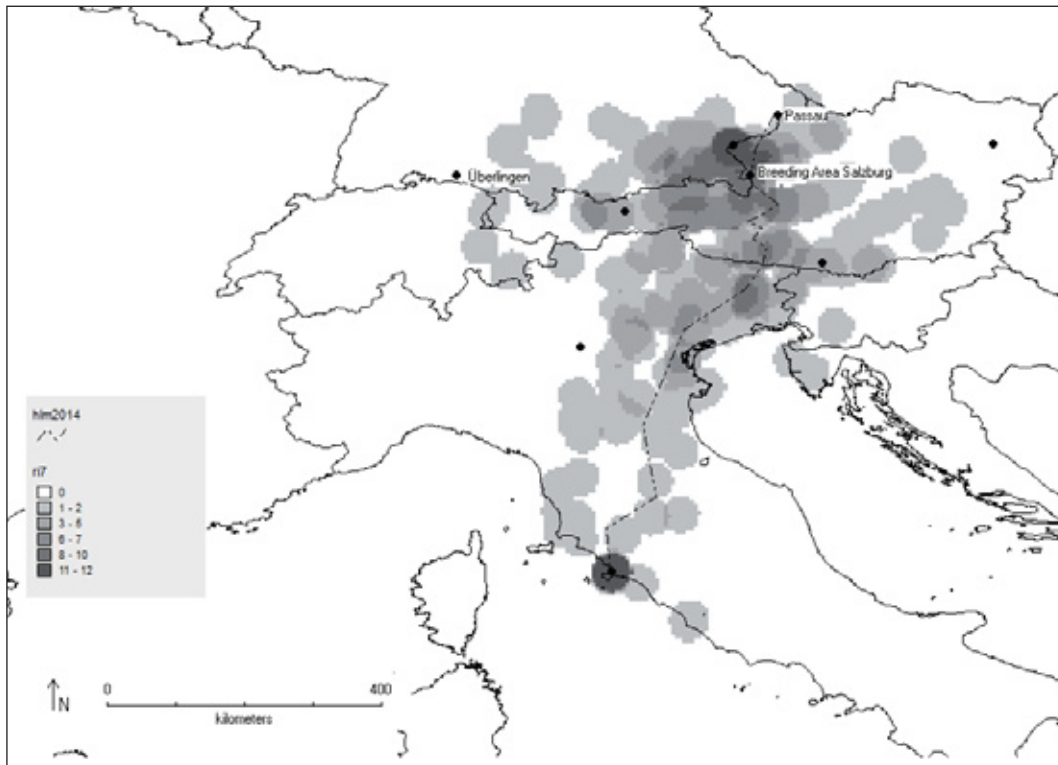 Passau
Überlingen
Breeding Area Salzburg
hlm2014
ri7
0
1 - 2
3 - 5
6 - 7
8 - 10
11 - 12
N
0 400
kilometers